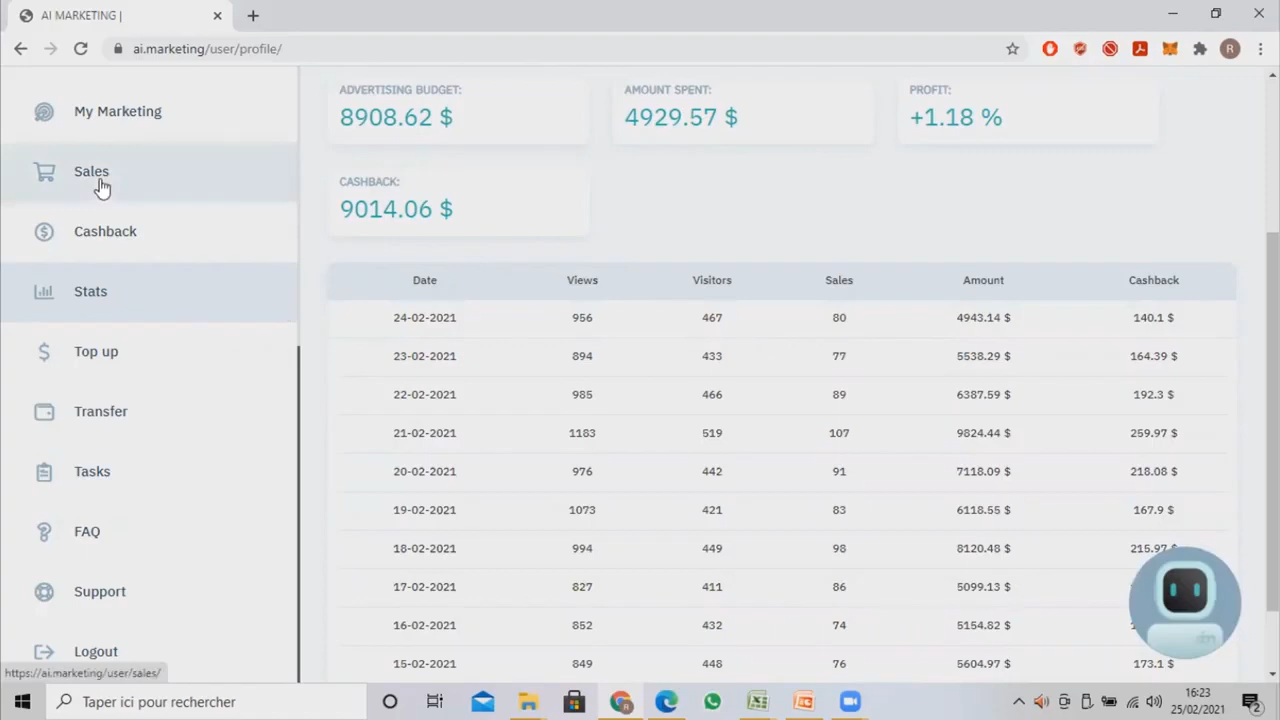 AI MARKETING |
ai.marketing/user/profile/
R
My Marketing
Sales
Cashback
Stats
Top up
Transfer
Tasks
FAQ
Support
Logout
https://ai.marketing/user/sales/
ADVERTISING BUDGET:
8908.62 $
AMOUNT SPENT:
4929.57 $
PROFIT:
+1.18 %
CASHBACK:
9014.06 $
Date Views Visitors Sales Amount Cashback
24-02-2021 956 467 80 4943.14 $ 140.1 $
23-02-2021 894 433 77 5538.29 $ 164.39 $
22-02-2021 985 466 89 6387.59 $ 192.3 $
21-02-2021 1183 519 107 9824.44 $ 259.97 $
20-02-2021 976 442 91 7118.09 $ 218.08 $
19-02-2021 1073 421 83 6118.55 $ 167.9 $
18-02-2021 994 449 98 8120.48 $ 215.97 $
17-02-2021 827 411 86 5099.13 $
16-02-2021 852 432 74 5154.82 $
15-02-2021 849 448 76 5604.97 $ 173.1 $
Taper ici pour rechercher
16:23
25/02/2021
2